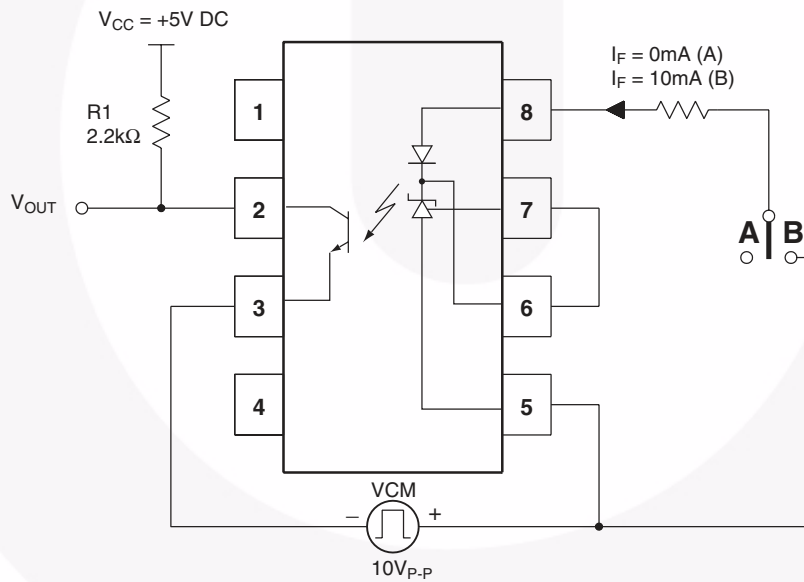 V_CC = +5V DC
R1
2.2kΩ
V_OUT
1
2
3
4
8
7
6
5
I_F = 0mA (A)
I_F = 10mA (B)
A B
VCM
− +
10V_P-P